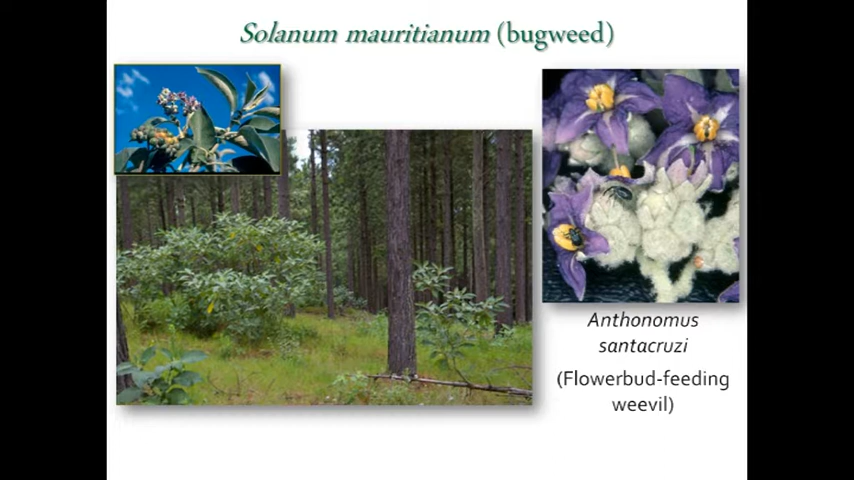 Solanum mauritianum (bugweed)
Anthonomus
santacruzi
(Flowerbud-feeding
weevil)